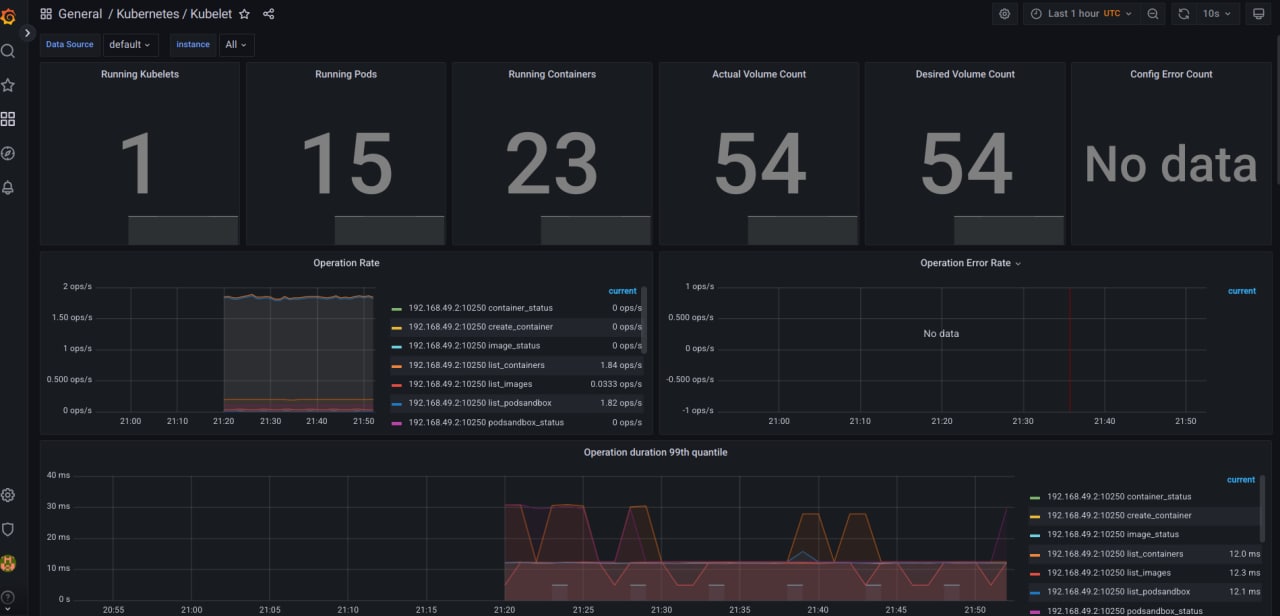 General / Kubernetes / Kubelet
Last 1 hour UTC
10s
Data Source default instance All
Running Kubelets
1
Running Pods
15
Running Containers
23
Actual Volume Count
54
Desired Volume Count
54
Config Error Count
No data
Operation Rate
2 ops/s
1.50 ops/s
1 ops/s
0.500 ops/s
0 ops/s
21:00 21:10 21:20 21:30 21:40 21:50
current
192.168.49.2:10250 container_status 0 ops/s
192.168.49.2:10250 create_container 0 ops/s
192.168.49.2:10250 image_status 0 ops/s
192.168.49.2:10250 list_containers 1.84 ops/s
192.168.49.2:10250 list_images 0.0333 ops/s
192.168.49.2:10250 list_podsandbox 1.82 ops/s
192.168.49.2:10250 podsandbox_status 0 ops/s
Operation Error Rate
1 ops/s
0.500 ops/s
0 ops/s
-0.500 ops/s
-1 ops/s
No data
21:00 21:10 21:20 21:30 21:40 21:50
current
Operation duration 99th quantile
40 ms
30 ms
20 ms
10 ms
0 s
20:55 21:00 21:05 21:10 21:15 21:20 21:25 21:30 21:35 21:40 21:45 21:50
current
192.168.49.2:10250 container_status
192.168.49.2:10250 create_container
192.168.49.2:10250 image_status
192.168.49.2:10250 list_containers 12.0 ms
192.168.49.2:10250 list_images 12.3 ms
192.168.49.2:10250 list_podsandbox 12.1 ms
192.168.49.2:10250 podsandbox_status